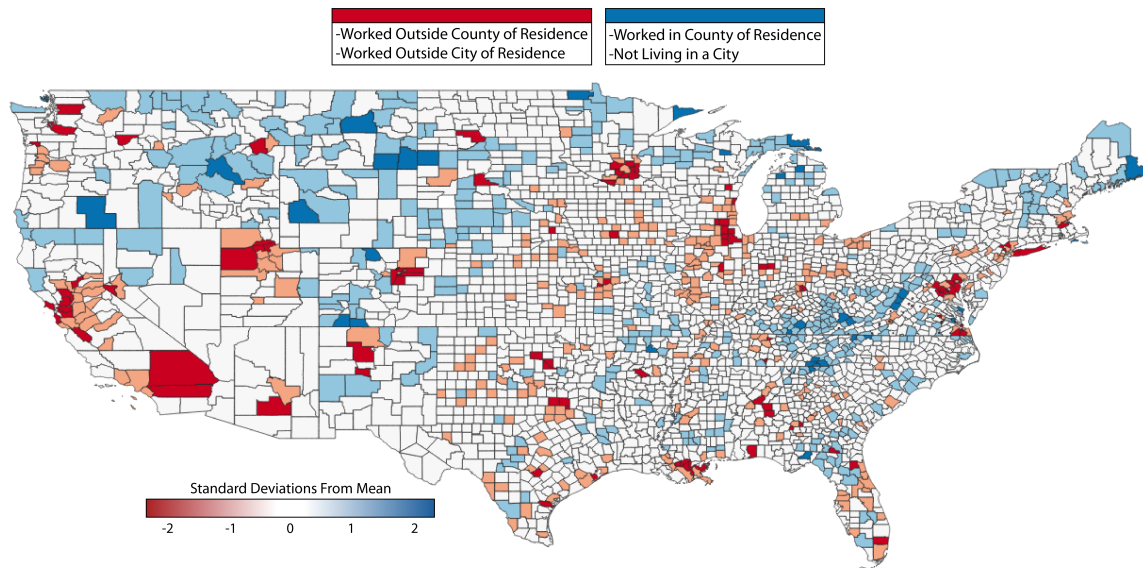 -Worked Outside County of Residence
-Worked Outside City of Residence
-Worked in County of Residence
-Not Living in a City
Standard Deviations From Mean
-2 -1 0 1 2